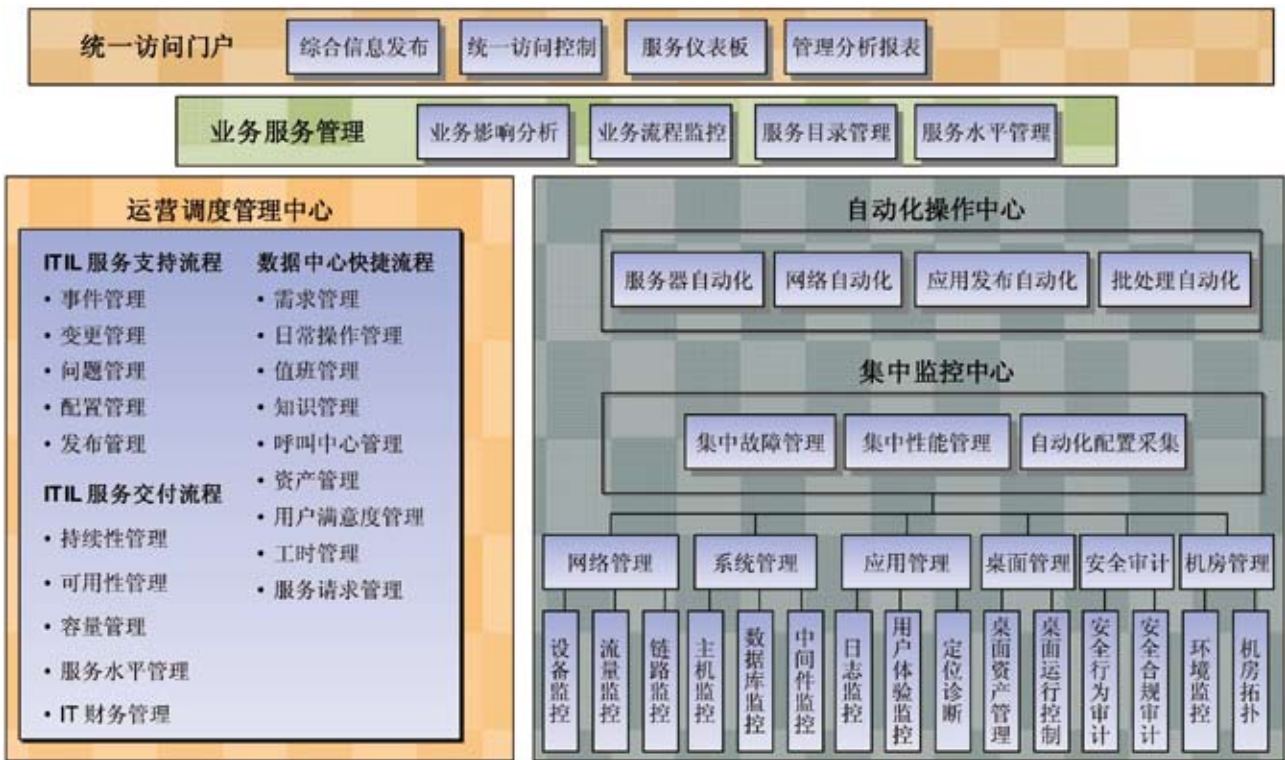 统一访问门户
综合信息发布
统一访问控制
服务仪表板
管理分析报表
业务服务管理
业务影响分析
业务流程监控
服务目录管理
服务水平管理
运营调度管理中心
ITIL 服务支持流程
• 事件管理
• 变更管理
• 问题管理
• 配置管理
• 发布管理
ITIL 服务交付流程
• 持续性管理
• 可用性管理
• 容量管理
• 服务水平管理
• IT 财务管理
数据中心快捷流程
• 需求管理
• 日常操作管理
• 值班管理
• 知识管理
• 呼叫中心管理
• 资产管理
• 用户满意度管理
• 工时管理
• 服务请求管理
自动化操作中心
服务器自动化
网络自动化
应用发布自动化
批处理自动化
集中监控中心
集中故障管理
集中性能管理
自动化配置采集
网络管理
系统管理
应用管理
桌面管理
安全审计
机房管理
设备监控
流量监控
链路监控
主机监控
数据库监控
中间件监控
日志监控
用户体验监控
定位诊断
桌面资产管理
桌面运行控制
安全行为审计
安全合规审计
环境监控
机房拓扑